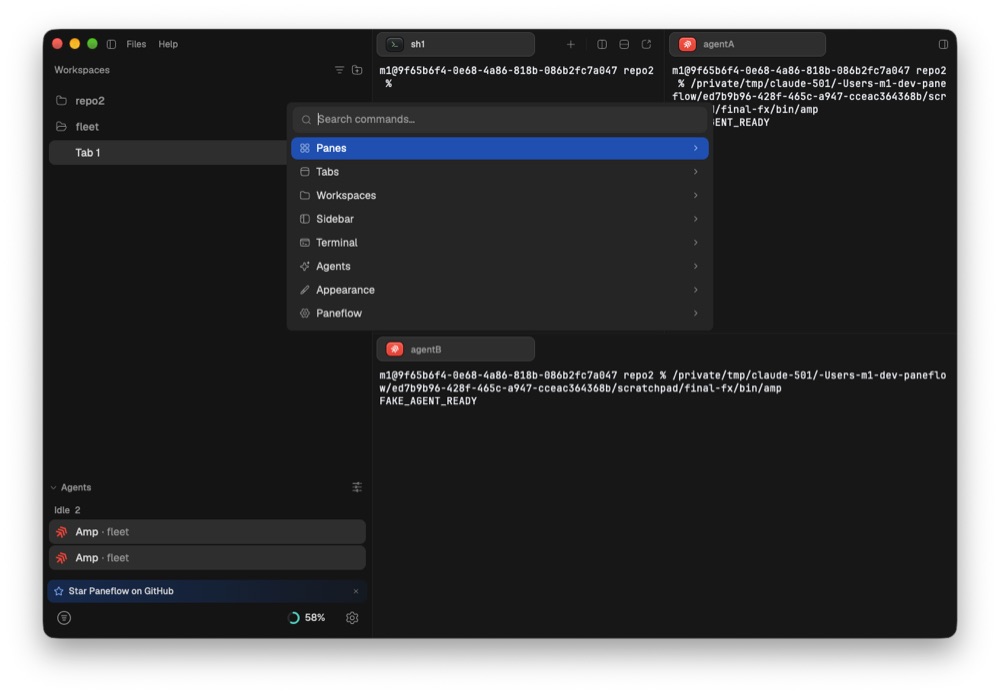 Files Help
Workspaces
repo2
fleet
Tab 1
sh1
m1@9f65b6f4-0e68-4a86-818b-086b2fc7a047 repo2
%
agentA
m1@9f65b6f4-0e68-4a86-818b-086b2fc7a047 repo2
% /private/tmp/claude-501/-Users-m1-dev-pane
flow/ed7b9b96-428f-465c-a947-cceac364368b/scr
d/final-fx/bin/amp
ENT_READY
Search commands...
Panes
Tabs
Workspaces
Sidebar
Terminal
Agents
Appearance
Paneflow
agentB
m1@9f65b6f4-0e68-4a86-818b-086b2fc7a047 repo2 % /private/tmp/claude-501/-Users-m1-dev-paneflo
w/ed7b9b96-428f-465c-a947-cceac364368b/scratchpad/final-fx/bin/amp
FAKE_AGENT_READY
Agents
Idle 2
Amp · fleet
Amp · fleet
Star Paneflow on GitHub
58%